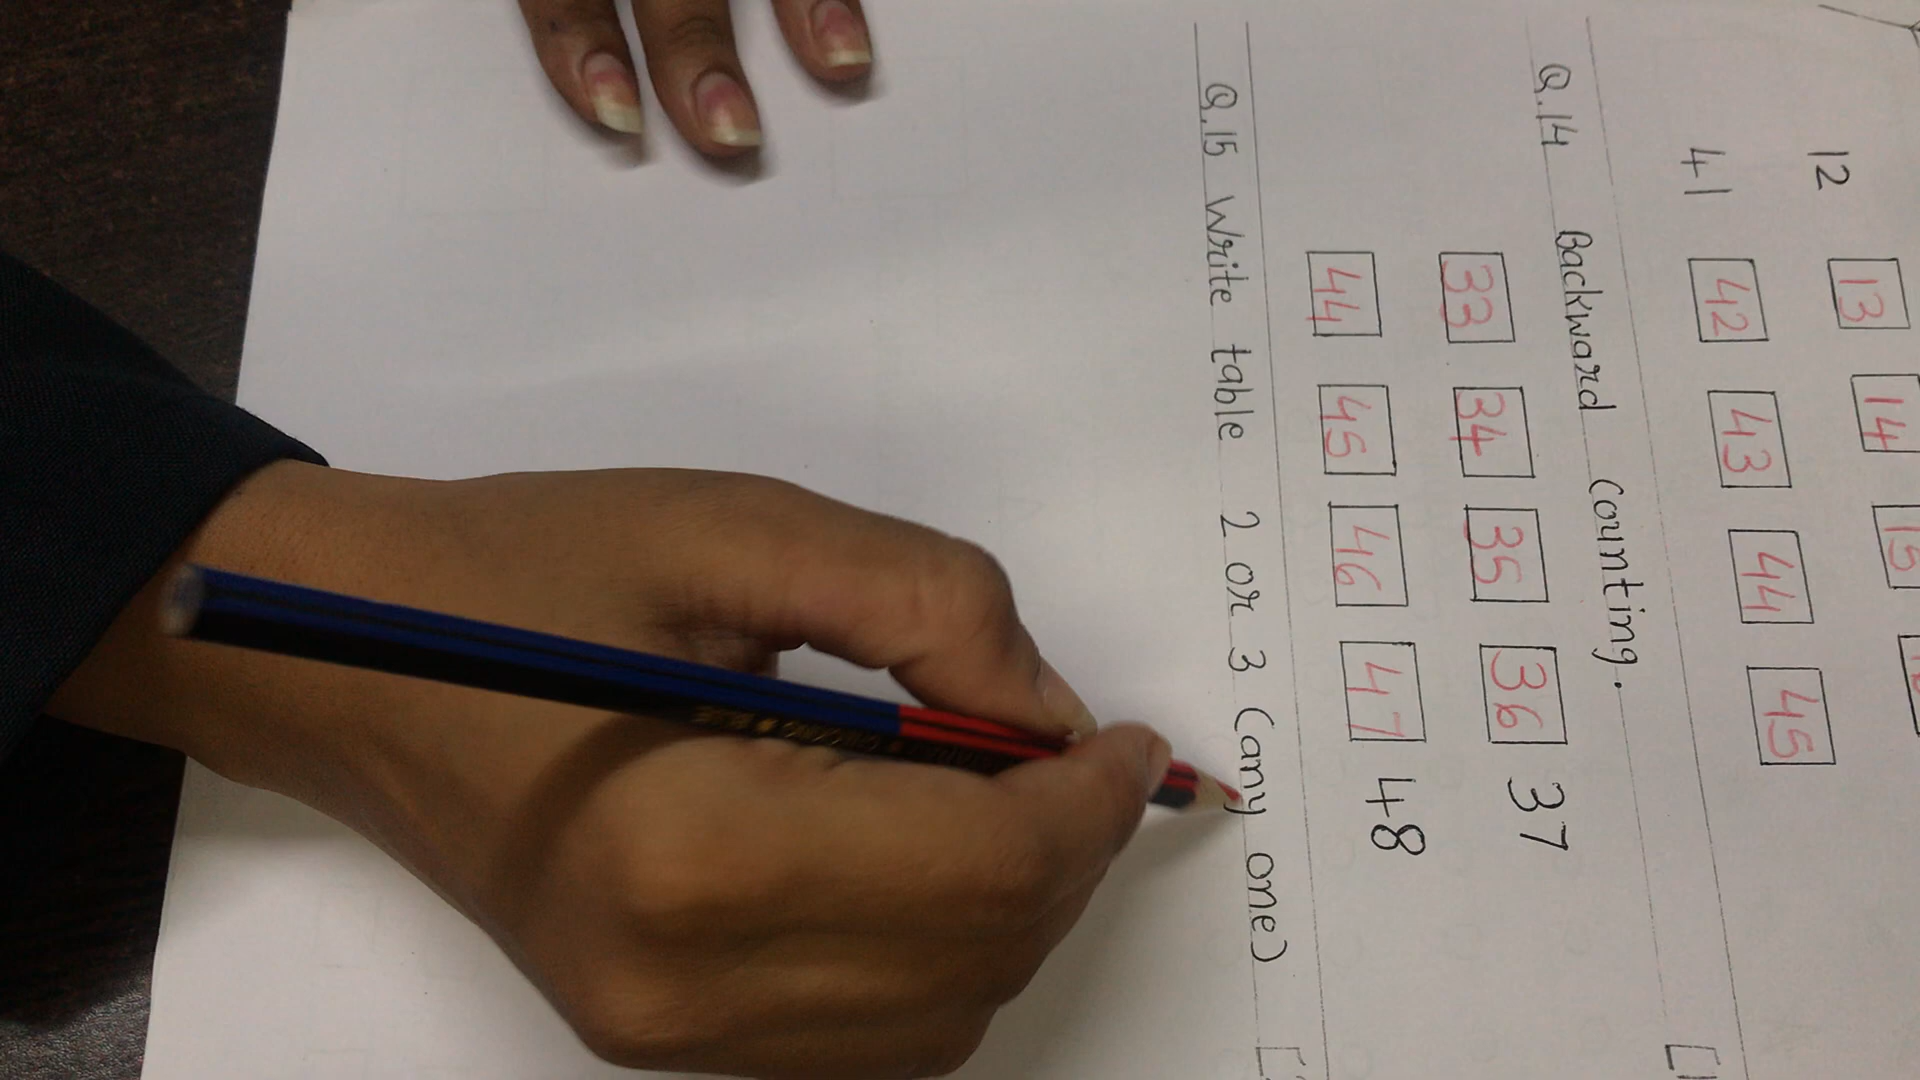 12 13 14 15
41 42 43 44 45
Q.14 Backward counting.
33 34 35 36 37
44 45 46 47 48
Q.15 Write table 2 or 3 (any one)